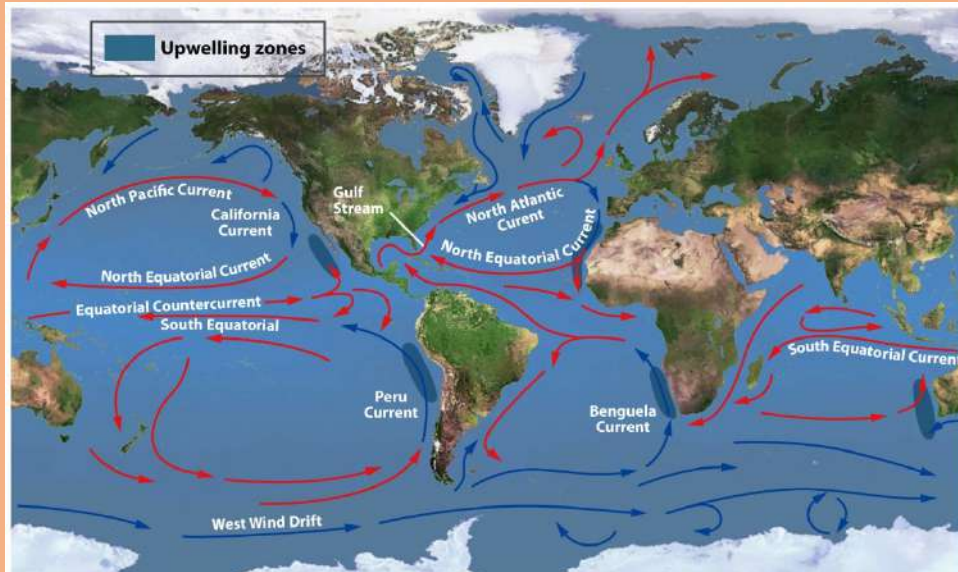 Upwelling zones
North Pacific Current
California
Current
Gulf
Stream
North Atlantic
Curent
North Equatorial Current
North Equatorial Current
Equatorial Countercurrent
South Equatorial
South Equatorial Current
Peru
Current
Benguela
Current
West Wind Drift